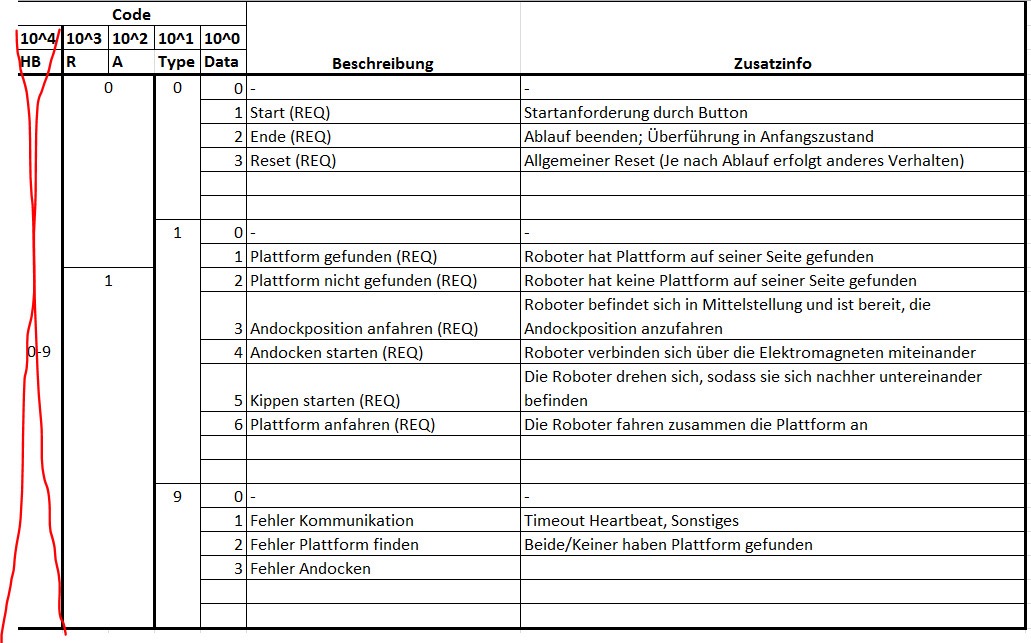 Code
10^4 10^3 10^2 10^1 10^0
HB R A Type Data Beschreibung Zusatzinfo
0 0 0 - -
1 Start (REQ) Startanforderung durch Button
2 Ende (REQ) Ablauf beenden; Überführung in Anfangszustand
3 Reset (REQ) Allgemeiner Reset (Je nach Ablauf erfolgt anderes Verhalten)
1 0 - -
1 Plattform gefunden (REQ) Roboter hat Plattform auf seiner Seite gefunden
1 2 Plattform nicht gefunden (REQ) Roboter hat keine Plattform auf seiner Seite gefunden
Roboter befindet sich in Mittelstellung und ist bereit, die
3 Andockposition anfahren (REQ) Andockposition anzufahren
0-9 4 Andocken starten (REQ) Roboter verbinden sich über die Elektromagneten miteinander
Die Roboter drehen sich, sodass sie sich nachher untereinander
5 Kippen starten (REQ) befinden
6 Plattform anfahren (REQ) Die Roboter fahren zusammen die Plattform an
9 0 - -
1 Fehler Kommunikation Timeout Heartbeat, Sonstiges
2 Fehler Plattform finden Beide/Keiner haben Plattform gefunden
3 Fehler Andocken